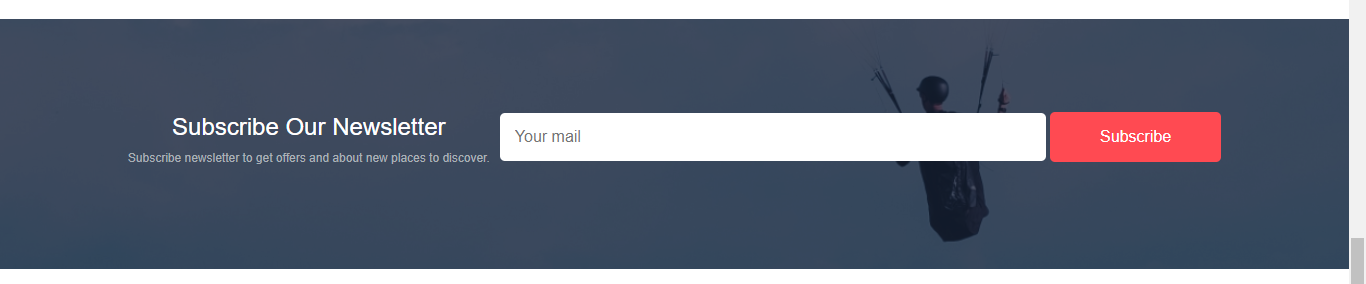 Subscribe Our Newsletter
Subscribe newsletter to get offers and about new places to discover.
Your mail
Subscribe